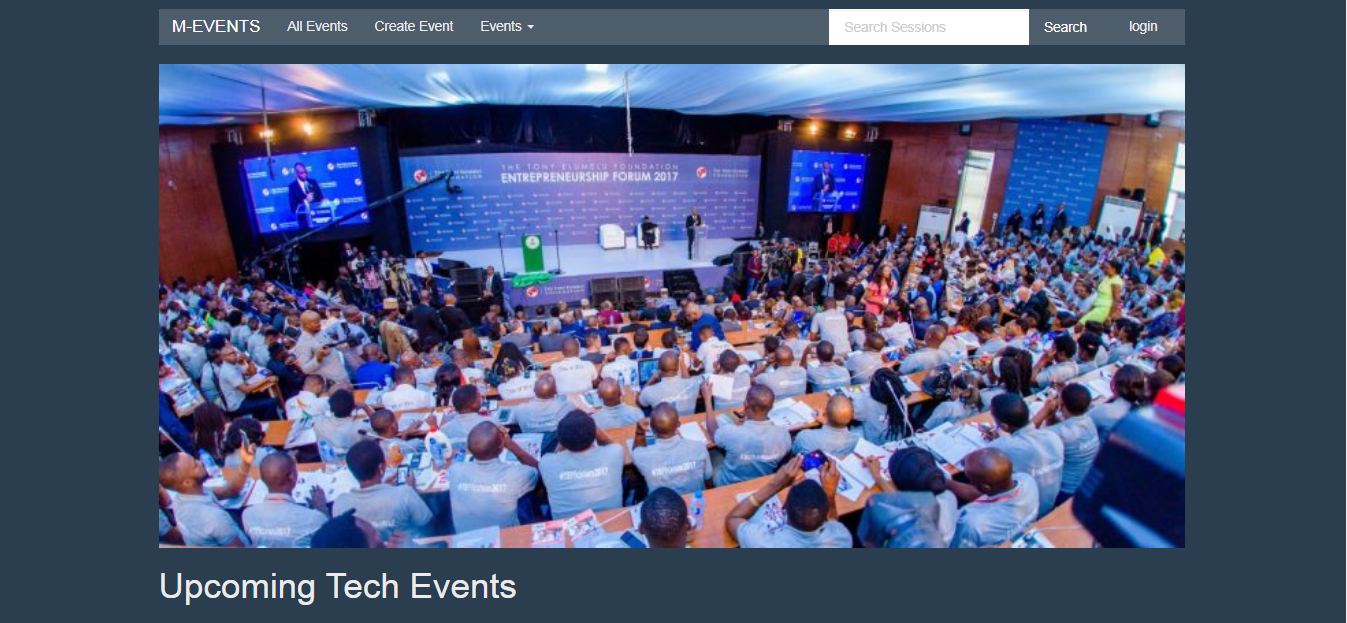 M-EVENTS All Events Create Event Events Search Sessions Search login
THE TONY ELUMELU FOUNDATION
ENTREPRENEURSHIP FORUM 2017
Upcoming Tech Events